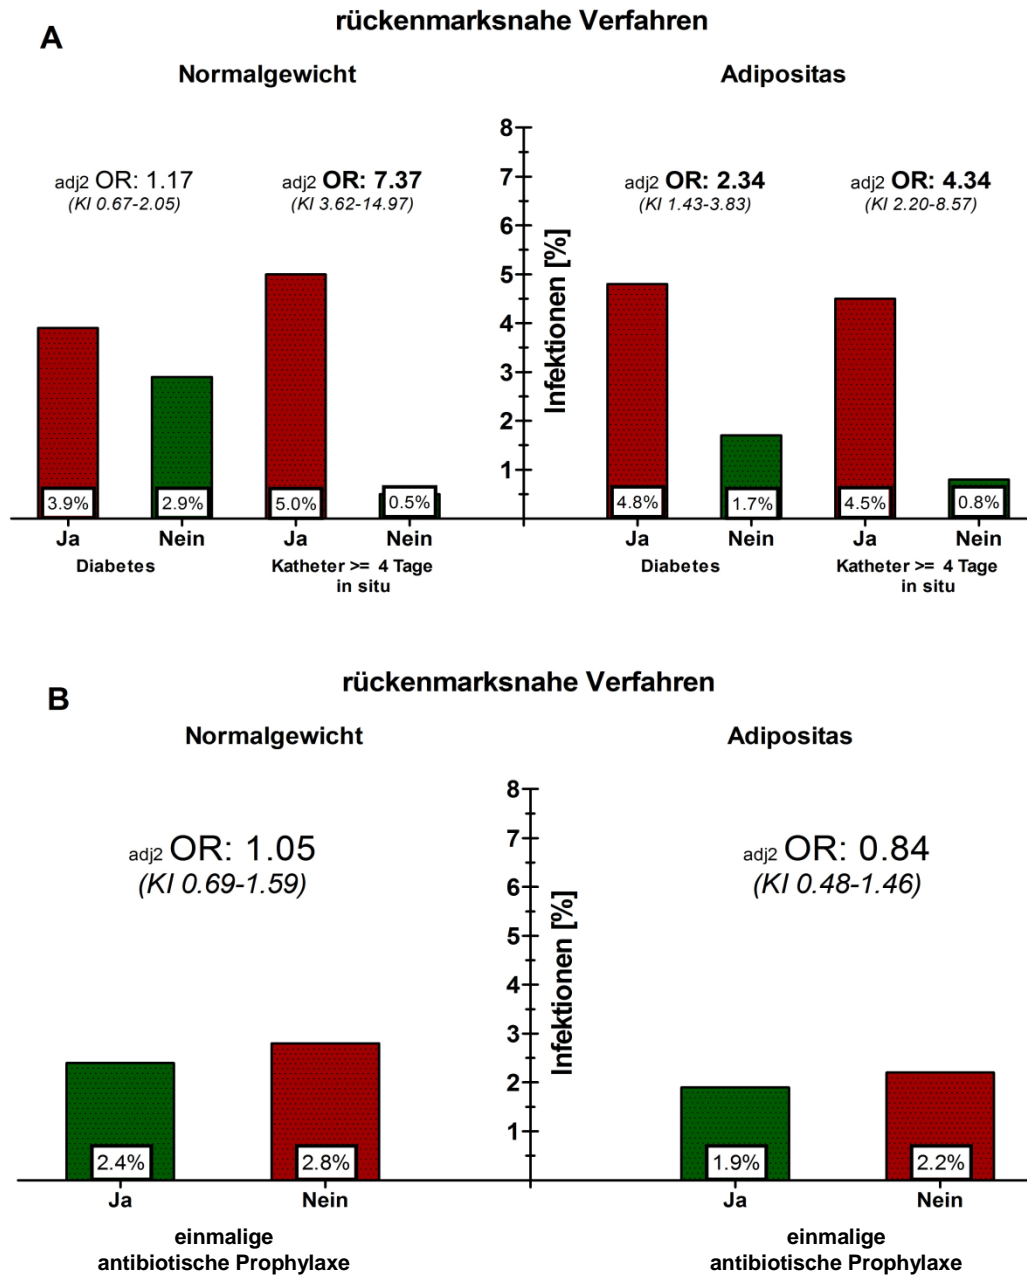 A
rückenmarksnahe Verfahren
Normalgewicht
Adipositas
adj2 OR: 1.17
(KI 0.67-2.05)
adj2 OR: 7.37
(KI 3.62-14.97)
adj2 OR: 2.34
(KI 1.43-3.83)
adj2 OR: 4.34
(KI 2.20-8.57)
8
7
6
5
4
3
2
1
Infektionen [%]
3.9%
2.9%
5.0%
0.5%
4.8%
1.7%
4.5%
0.8%
Ja
Nein
Ja
Nein
Ja
Nein
Ja
Nein
Diabetes
Katheter >= 4 Tage
in situ
Diabetes
Katheter >= 4 Tage
in situ
B
rückenmarksnahe Verfahren
Normalgewicht
Adipositas
adj2 OR: 1.05
(KI 0.69-1.59)
adj2 OR: 0.84
(KI 0.48-1.46)
8
7
6
5
4
3
2
1
Infektionen [%]
2.4%
2.8%
1.9%
2.2%
Ja
Nein
Ja
Nein
einmalige
antibiotische Prophylaxe
einmalige
antibiotische Prophylaxe